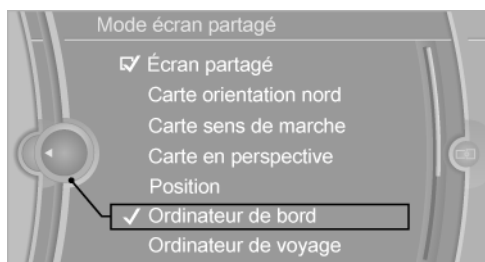 Mode écran partagé
Écran partagé
Carte orientation nord
Carte sens de marche
Carte en perspective
Position
Ordinateur de bord
Ordinateur de voyage